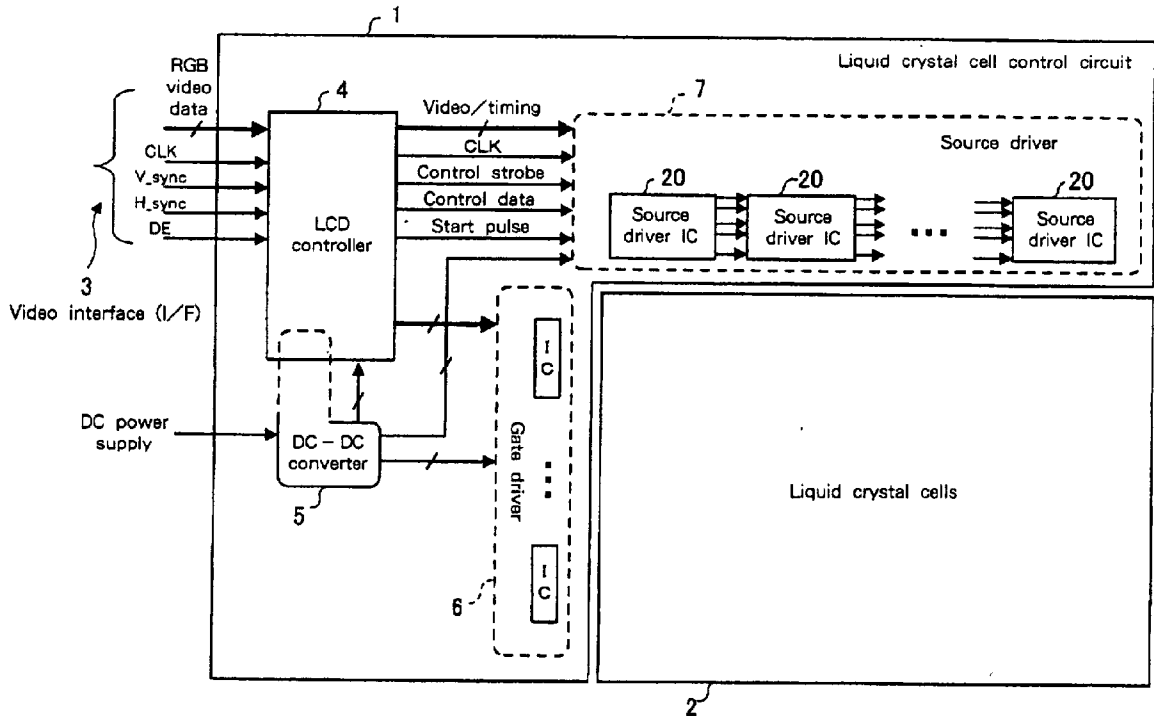 1
Liquid crystal cell control circuit
RGB
video
data
CLK
V_sync
H_sync
DE
3
Video interface (I/F)
4
LCD
controller
Video/timing
CLK
Control strobe
Control data
Start pulse
7
Source driver
20
Source
driver IC
20
Source
driver IC
20
Source
driver IC
DC power
supply
DC-DC
converter
5
Gate driver
I
C
I
C
6
Liquid crystal cells
2